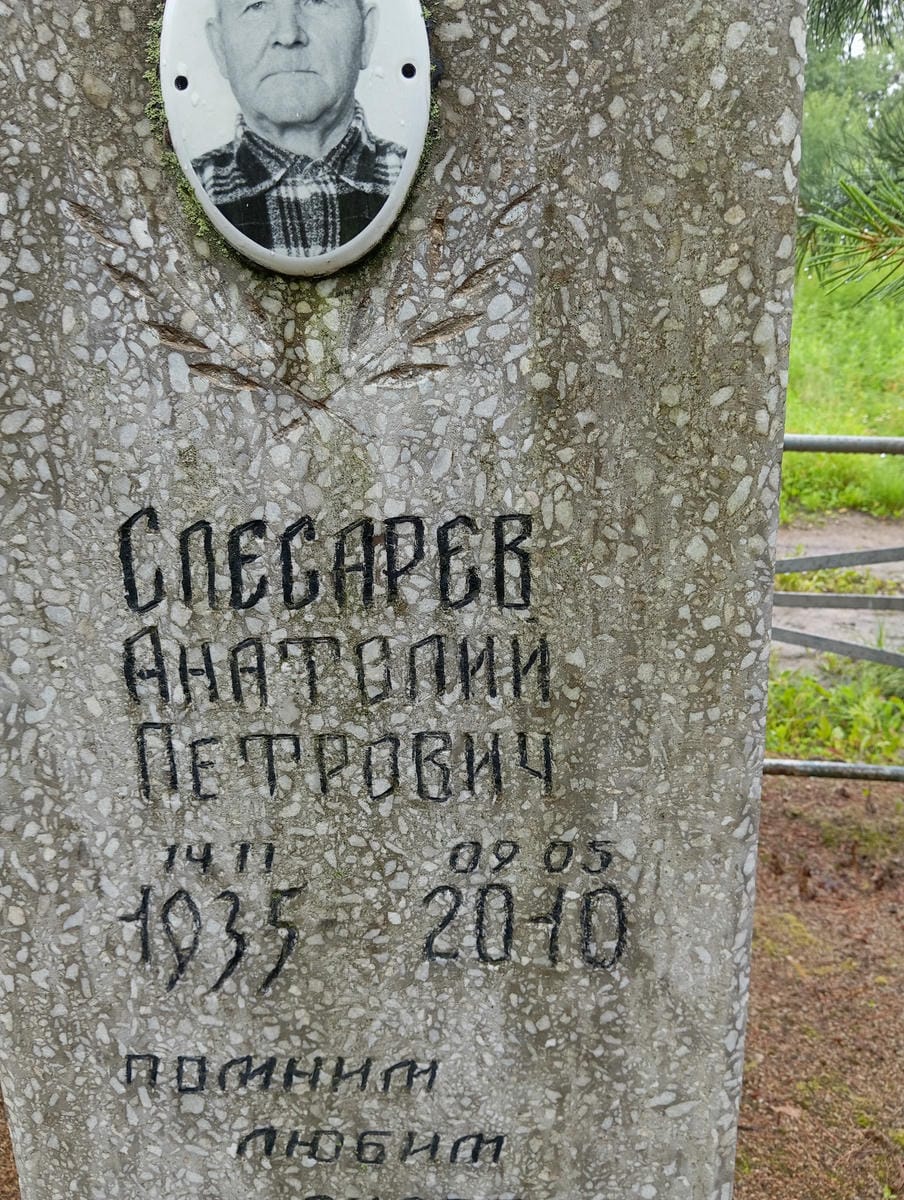 Слесарев
Анатолий
Петрович
14 11 09 05
1935 - 2010
помним
любим